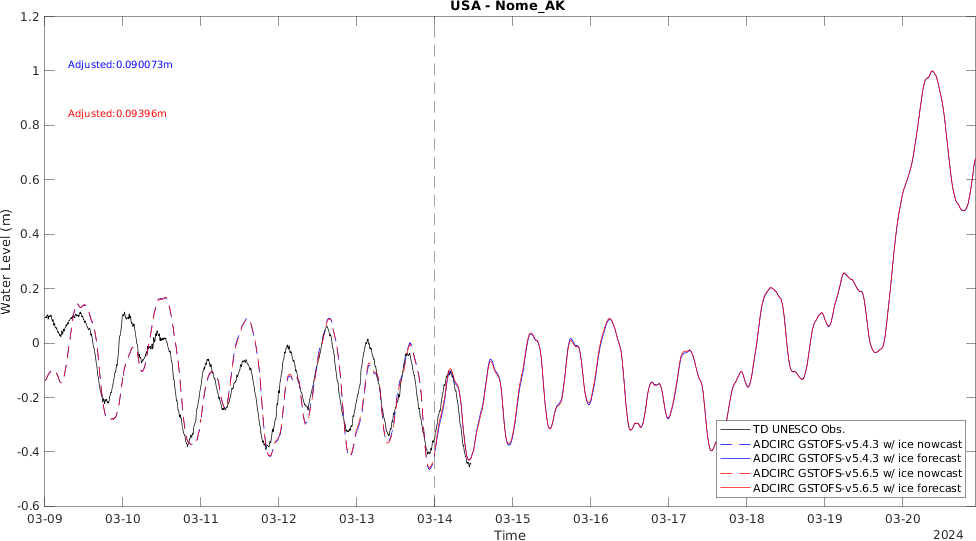 USA - Nome_AK
1.2
1
0.8
0.6
0.4
0.2
0
-0.2
-0.4
-0.6
Water Level (m)
Adjusted:0.090073m
Adjusted:0.09396m
TD UNESCO Obs.
ADCIRC GSTOFS-v5.4.3 w/ ice nowcast
ADCIRC GSTOFS-v5.4.3 w/ ice forecast
ADCIRC GSTOFS-v5.6.5 w/ ice nowcast
ADCIRC GSTOFS-v5.6.5 w/ ice forecast
03-09 03-10 03-11 03-12 03-13 03-14 03-15 03-16 03-17 03-18 03-19 03-20
Time
2024